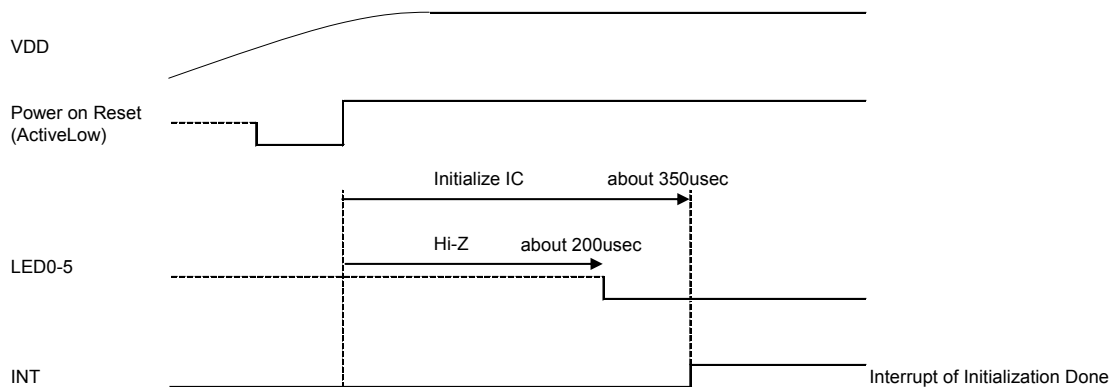 VDD
Power on Reset
(ActiveLow)
Initialize IC about 350usec
Hi-Z about 200usec
LED0-5
INT Interrupt of Initialization Done